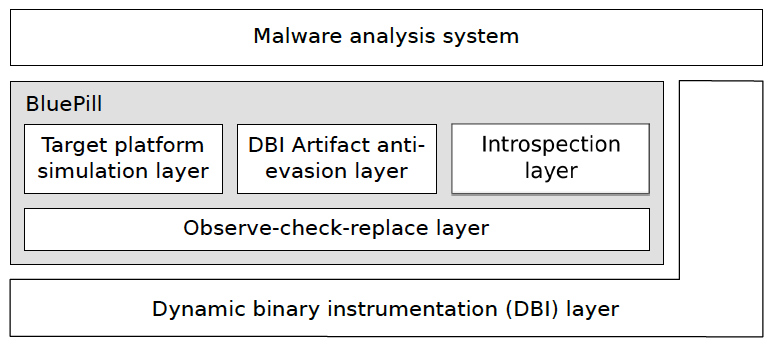 Malware analysis system
BluePill
Target platform
simulation layer
DBI Artifact anti-
evasion layer
Introspection
layer
Observe-check-replace layer
Dynamic binary instrumentation (DBI) layer